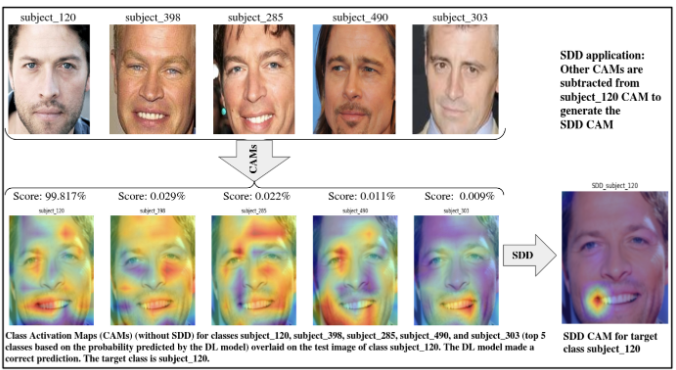 subject_120
subject_398
subject_285
subject_490
subject_303
SDD application:
Other CAMs are
subtracted from
subject_120 CAM to
generate the
SDD CAM
CAMs
Score: 99.817%
Score: 0.029%
Score: 0.022%
Score: 0.011%
Score: 0.009%
subject_120
subject_398
subject_285
subject_490
subject_303
SDD
SDD_subject_120
Class Activation Maps (CAMs) (without SDD) for classes subject_120, subject_398, subject_285, subject_490, and subject_303 (top 5
classes based on the probability predicted by the DL model) overlaid on the test image of class subject_120. The DL model made a
correct prediction. The target class is subject_120.
SDD CAM for target
class subject_120